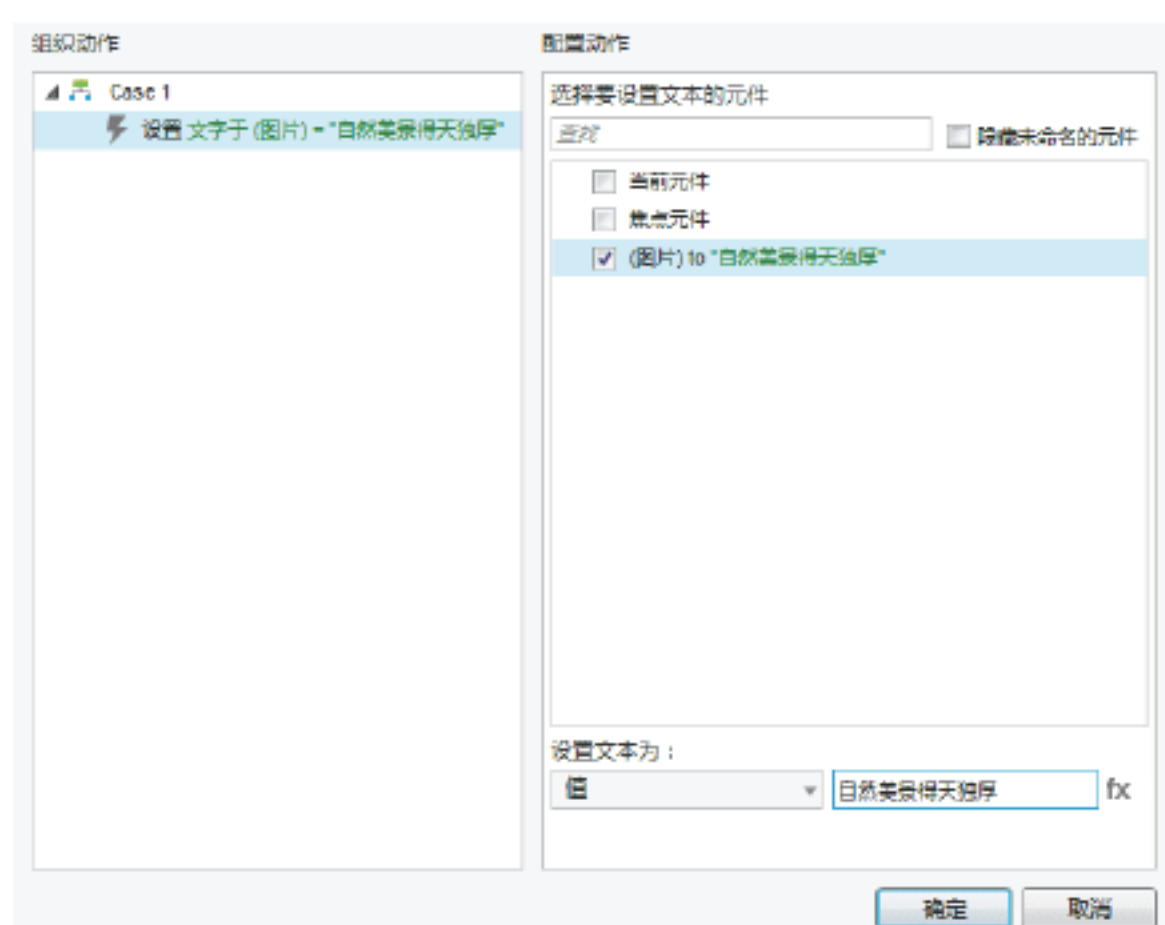 组织动作
配置动作
Case 1
设置 文字于 (图片) = "自然美景得天独厚"
选择要设置文本的元件
查找
隐藏未命名的元件
当前元件
焦点元件
(图片) to "自然美景得天独厚"
设置文本为：
值
自然美景得天独厚
fx
确定
取消